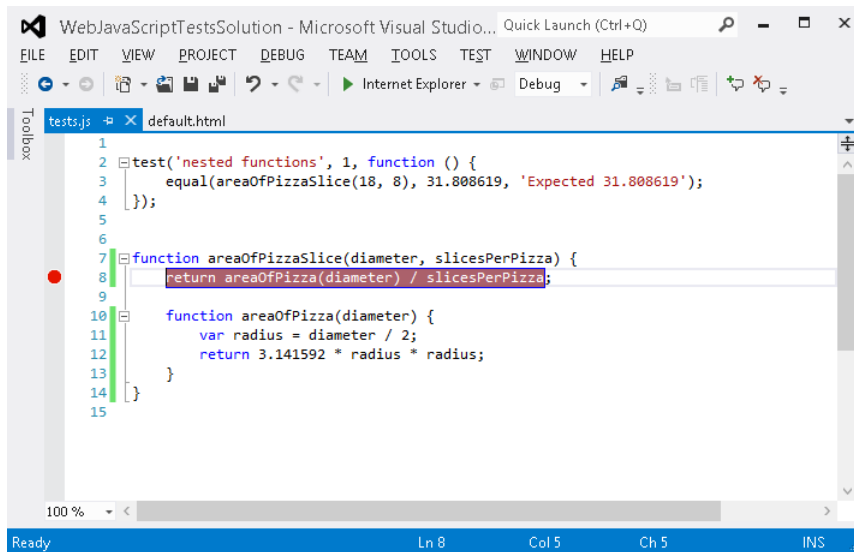 WebJavaScriptTestsSolution - Microsoft Visual Studio... Quick Launch (Ctrl+Q)
FILE EDIT VIEW PROJECT DEBUG TEAM TOOLS TEST WINDOW HELP
Internet Explorer Debug
Toolbox
tests.js default.html
1
2 test('nested functions', 1, function () {
3 equal(areaOfPizzaSlice(18, 8), 31.808619, 'Expected 31.808619');
4 });
5
6
7 function areaOfPizzaSlice(diameter, slicesPerPizza) {
8 return areaOfPizza(diameter) / slicesPerPizza;
9
10 function areaOfPizza(diameter) {
11 var radius = diameter / 2;
12 return 3.141592 * radius * radius;
13 }
14 }
15
100 %
Ready Ln 8 Col 5 Ch 5 INS